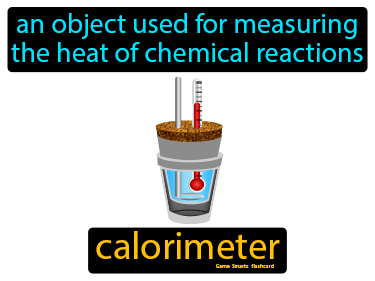 an object used for measuring
the heat of chemical reactions
calorimeter
Game Smartz flashcard